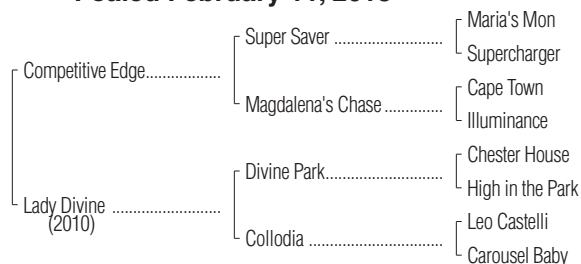 Foaled February 11, 2018
Maria's Mon
Super Saver
Supercharger
Competitive Edge
Cape Town
Magdalena's Chase
Illuminance
Chester House
Divine Park
High in the Park
Lady Divine
(2010)
Leo Castelli
Collodia
Carousel Baby